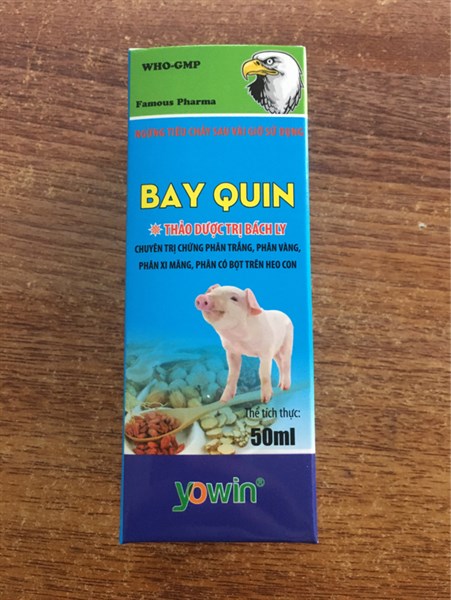 WHO-GMP
Famous Pharma
NGỪNG TIÊU CHẢY SAU VÀI GIỜ SỬ DỤNG
BAY QUIN
THẢO DƯỢC TRỊ BÁCH LY
CHUYÊN TRỊ CHỨNG PHÂN TRẮNG, PHÂN VÀNG,
PHÂN XI MĂNG, PHÂN CÓ BỌT TRÊN HEO CON
Thể tích thực:
50ml
yowin®